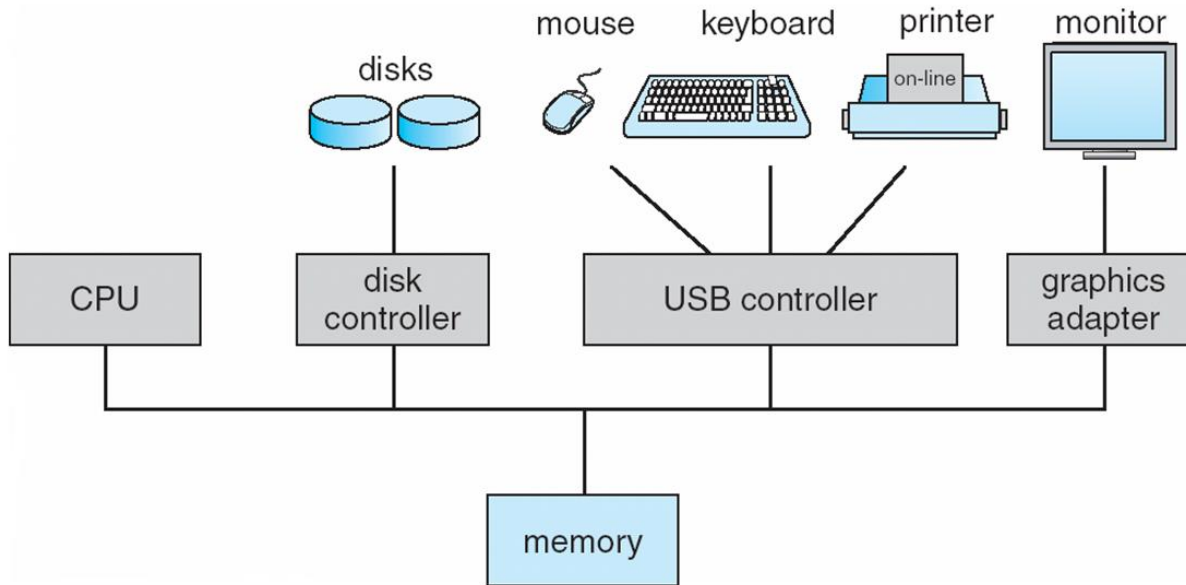 mouse
keyboard
printer
monitor
disks
on-line
CPU
disk
controller
USB controller
graphics
adapter
memory